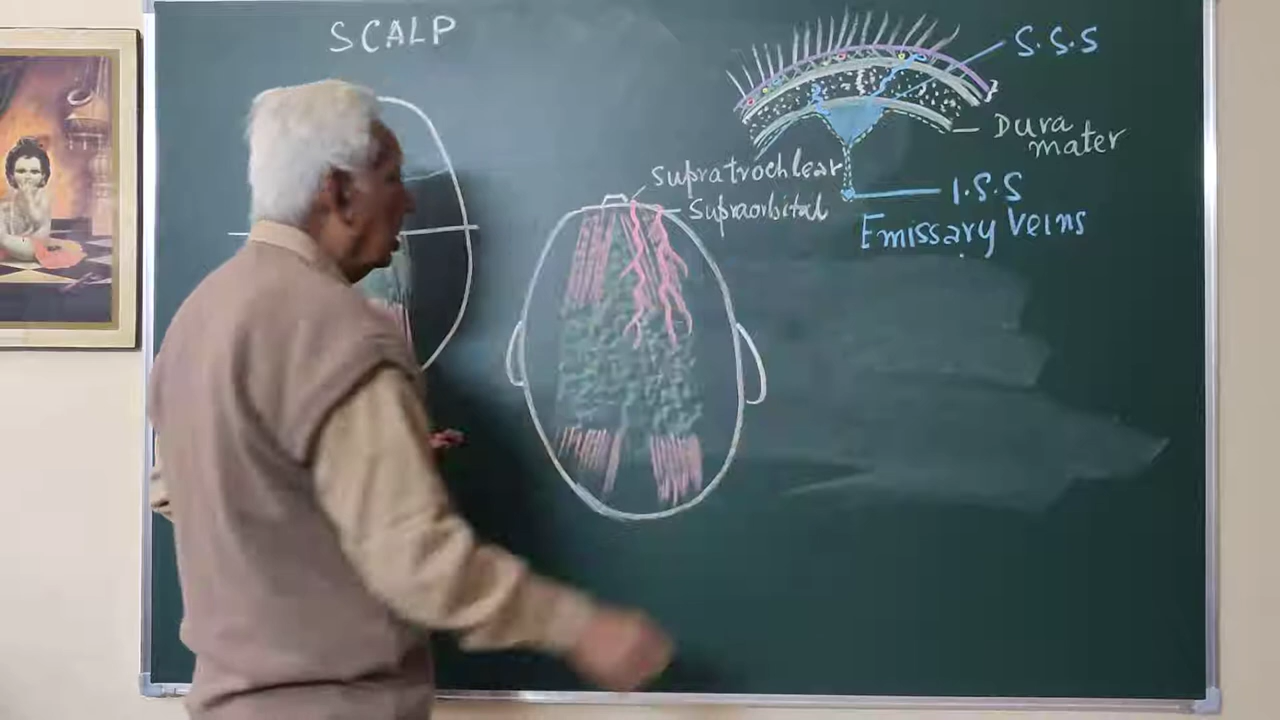 SCALP
S.S.S
Dura
mater
Supratrochlear
I.S.S
Supraorbital
Emissary Veins